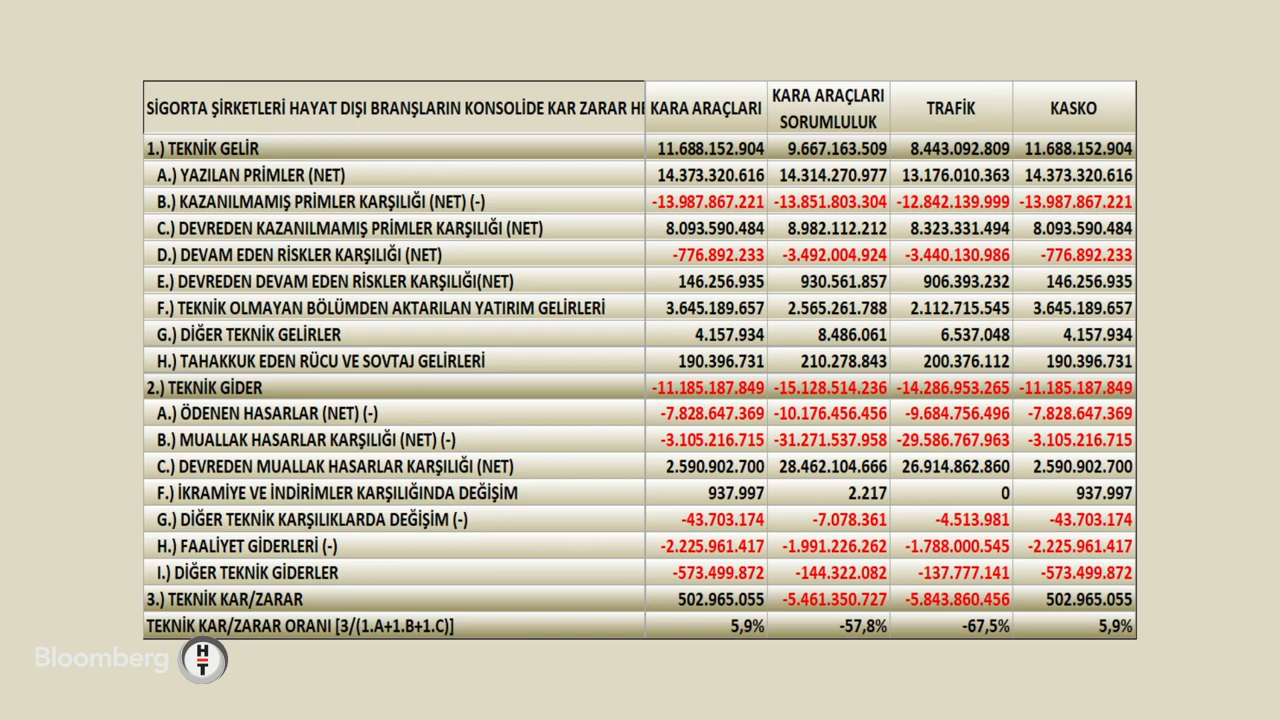 SİGORTA ŞİRKETLERİ HAYAT DIŞI BRANŞLARIN KONSOLİDE KAR ZARAR HI KARA ARAÇLARI KARA ARAÇLARI SORUMLULUK TRAFİK KASKO
1.) TEKNİK GELİR 11.688.152.904 9.667.163.509 8.443.092.809 11.688.152.904
A.) YAZILAN PRİMLER (NET) 14.373.320.616 14.314.270.977 13.176.010.363 14.373.320.616
B.) KAZANILMAMIŞ PRİMLER KARŞILIĞI (NET) (-) -13.987.867.221 -13.851.803.304 -12.842.139.999 -13.987.867.221
C.) DEVREDEN KAZANILMAMIŞ PRİMLER KARŞILIĞI (NET) 8.093.590.484 8.982.112.212 8.323.331.494 8.093.590.484
D.) DEVAM EDEN RİSKLER KARŞILIĞI (NET) -776.892.233 -3.492.004.924 -3.440.130.986 -776.892.233
E.) DEVREDEN DEVAM EDEN RİSKLER KARŞILIĞI(NET) 146.256.935 930.561.857 906.393.232 146.256.935
F.) TEKNİK OLMAYAN BÖLÜMDEN AKTARILAN YATIRIM GELİRLERİ 3.645.189.657 2.565.261.788 2.112.715.545 3.645.189.657
G.) DİĞER TEKNİK GELİRLER 4.157.934 8.486.061 6.537.048 4.157.934
H.) TAHAKKUK EDEN RÜCU VE SOVTAJ GELİRLERİ 190.396.731 210.278.843 200.376.112 190.396.731
2.) TEKNİK GİDER -11.185.187.849 -15.128.514.236 -14.286.953.265 -11.185.187.849
A.) ÖDENEN HASARLAR (NET) (-) -7.828.647.369 -10.176.456.456 -9.684.756.496 -7.828.647.369
B.) MUALLAK HASARLAR KARŞILIĞI (NET) (-) -3.105.216.715 -31.271.537.958 -29.586.767.963 -3.105.216.715
C.) DEVREDEN MUALLAK HASARLAR KARŞILIĞI (NET) 2.590.902.700 28.462.104.666 26.914.862.860 2.590.902.700
F.) İKRAMİYE VE İNDİRİMLER KARŞILIĞINDA DEĞİŞİM 937.997 2.217 0 937.997
G.) DİĞER TEKNİK KARŞILIKLARDA DEĞİŞİM (-) -43.703.174 -7.078.361 -4.513.981 -43.703.174
H.) FAALİYET GİDERLERİ (-) -2.225.961.417 -1.991.226.262 -1.788.000.545 -2.225.961.417
I.) DİĞER TEKNİK GİDERLER -573.499.872 -144.322.082 -137.777.141 -573.499.872
3.) TEKNİK KAR/ZARAR 502.965.055 -5.461.350.727 -5.843.860.456 502.965.055
TEKNİK KAR/ZARAR ORANI [3/(1.A+1.B+1.C)] 5,9% -57,8% -67,5% 5,9%
Bloomberg HT